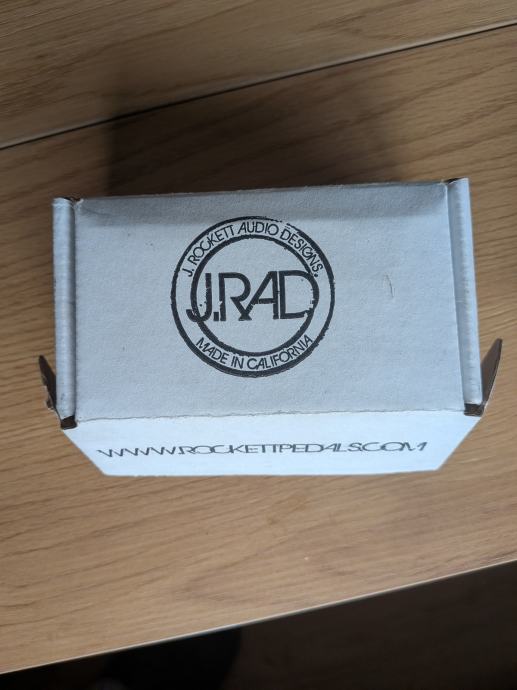 J. ROCKETT AUDIO DESIGNS.
J.RAD
MADE IN CALIFORNIA
WWW.ROCKETTPEDALS.COM